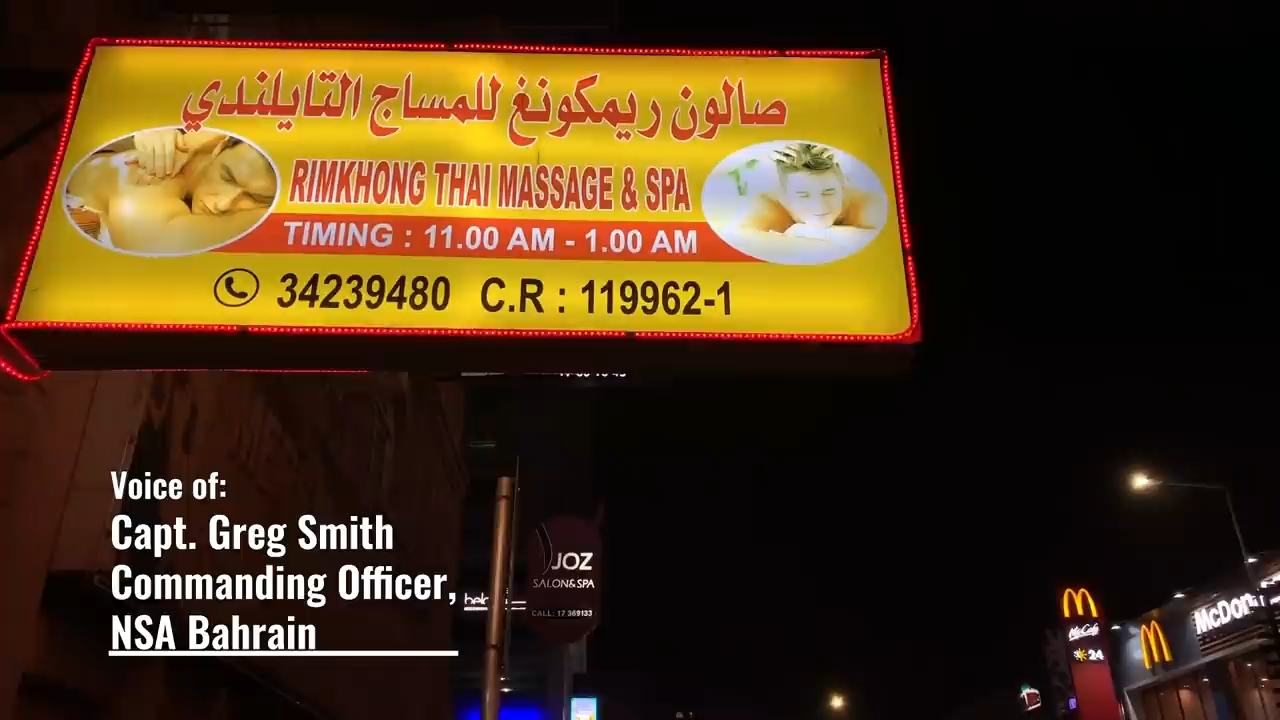 صالون ريمكونغ للمساج التايلندي
RIMKHONG THAI MASSAGE & SPA
TIMING : 11.00 AM - 1.00 AM
34239480 C.R : 119962-1
Voice of:
Capt. Greg Smith
Commanding Officer,
NSA Bahrain
JOZ
SALON&SPA
CALL: 17 369133
McCafé
24